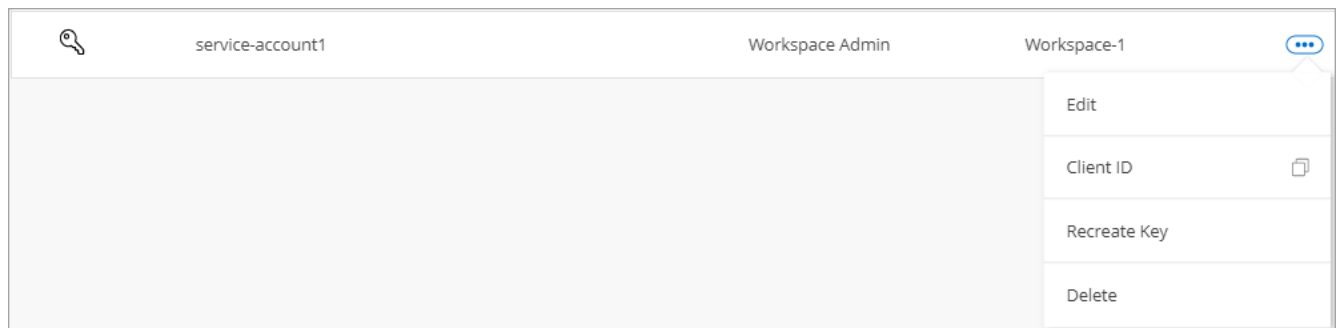 service-account1 Workspace Admin Workspace-1
Edit
Client ID
Recreate Key
Delete